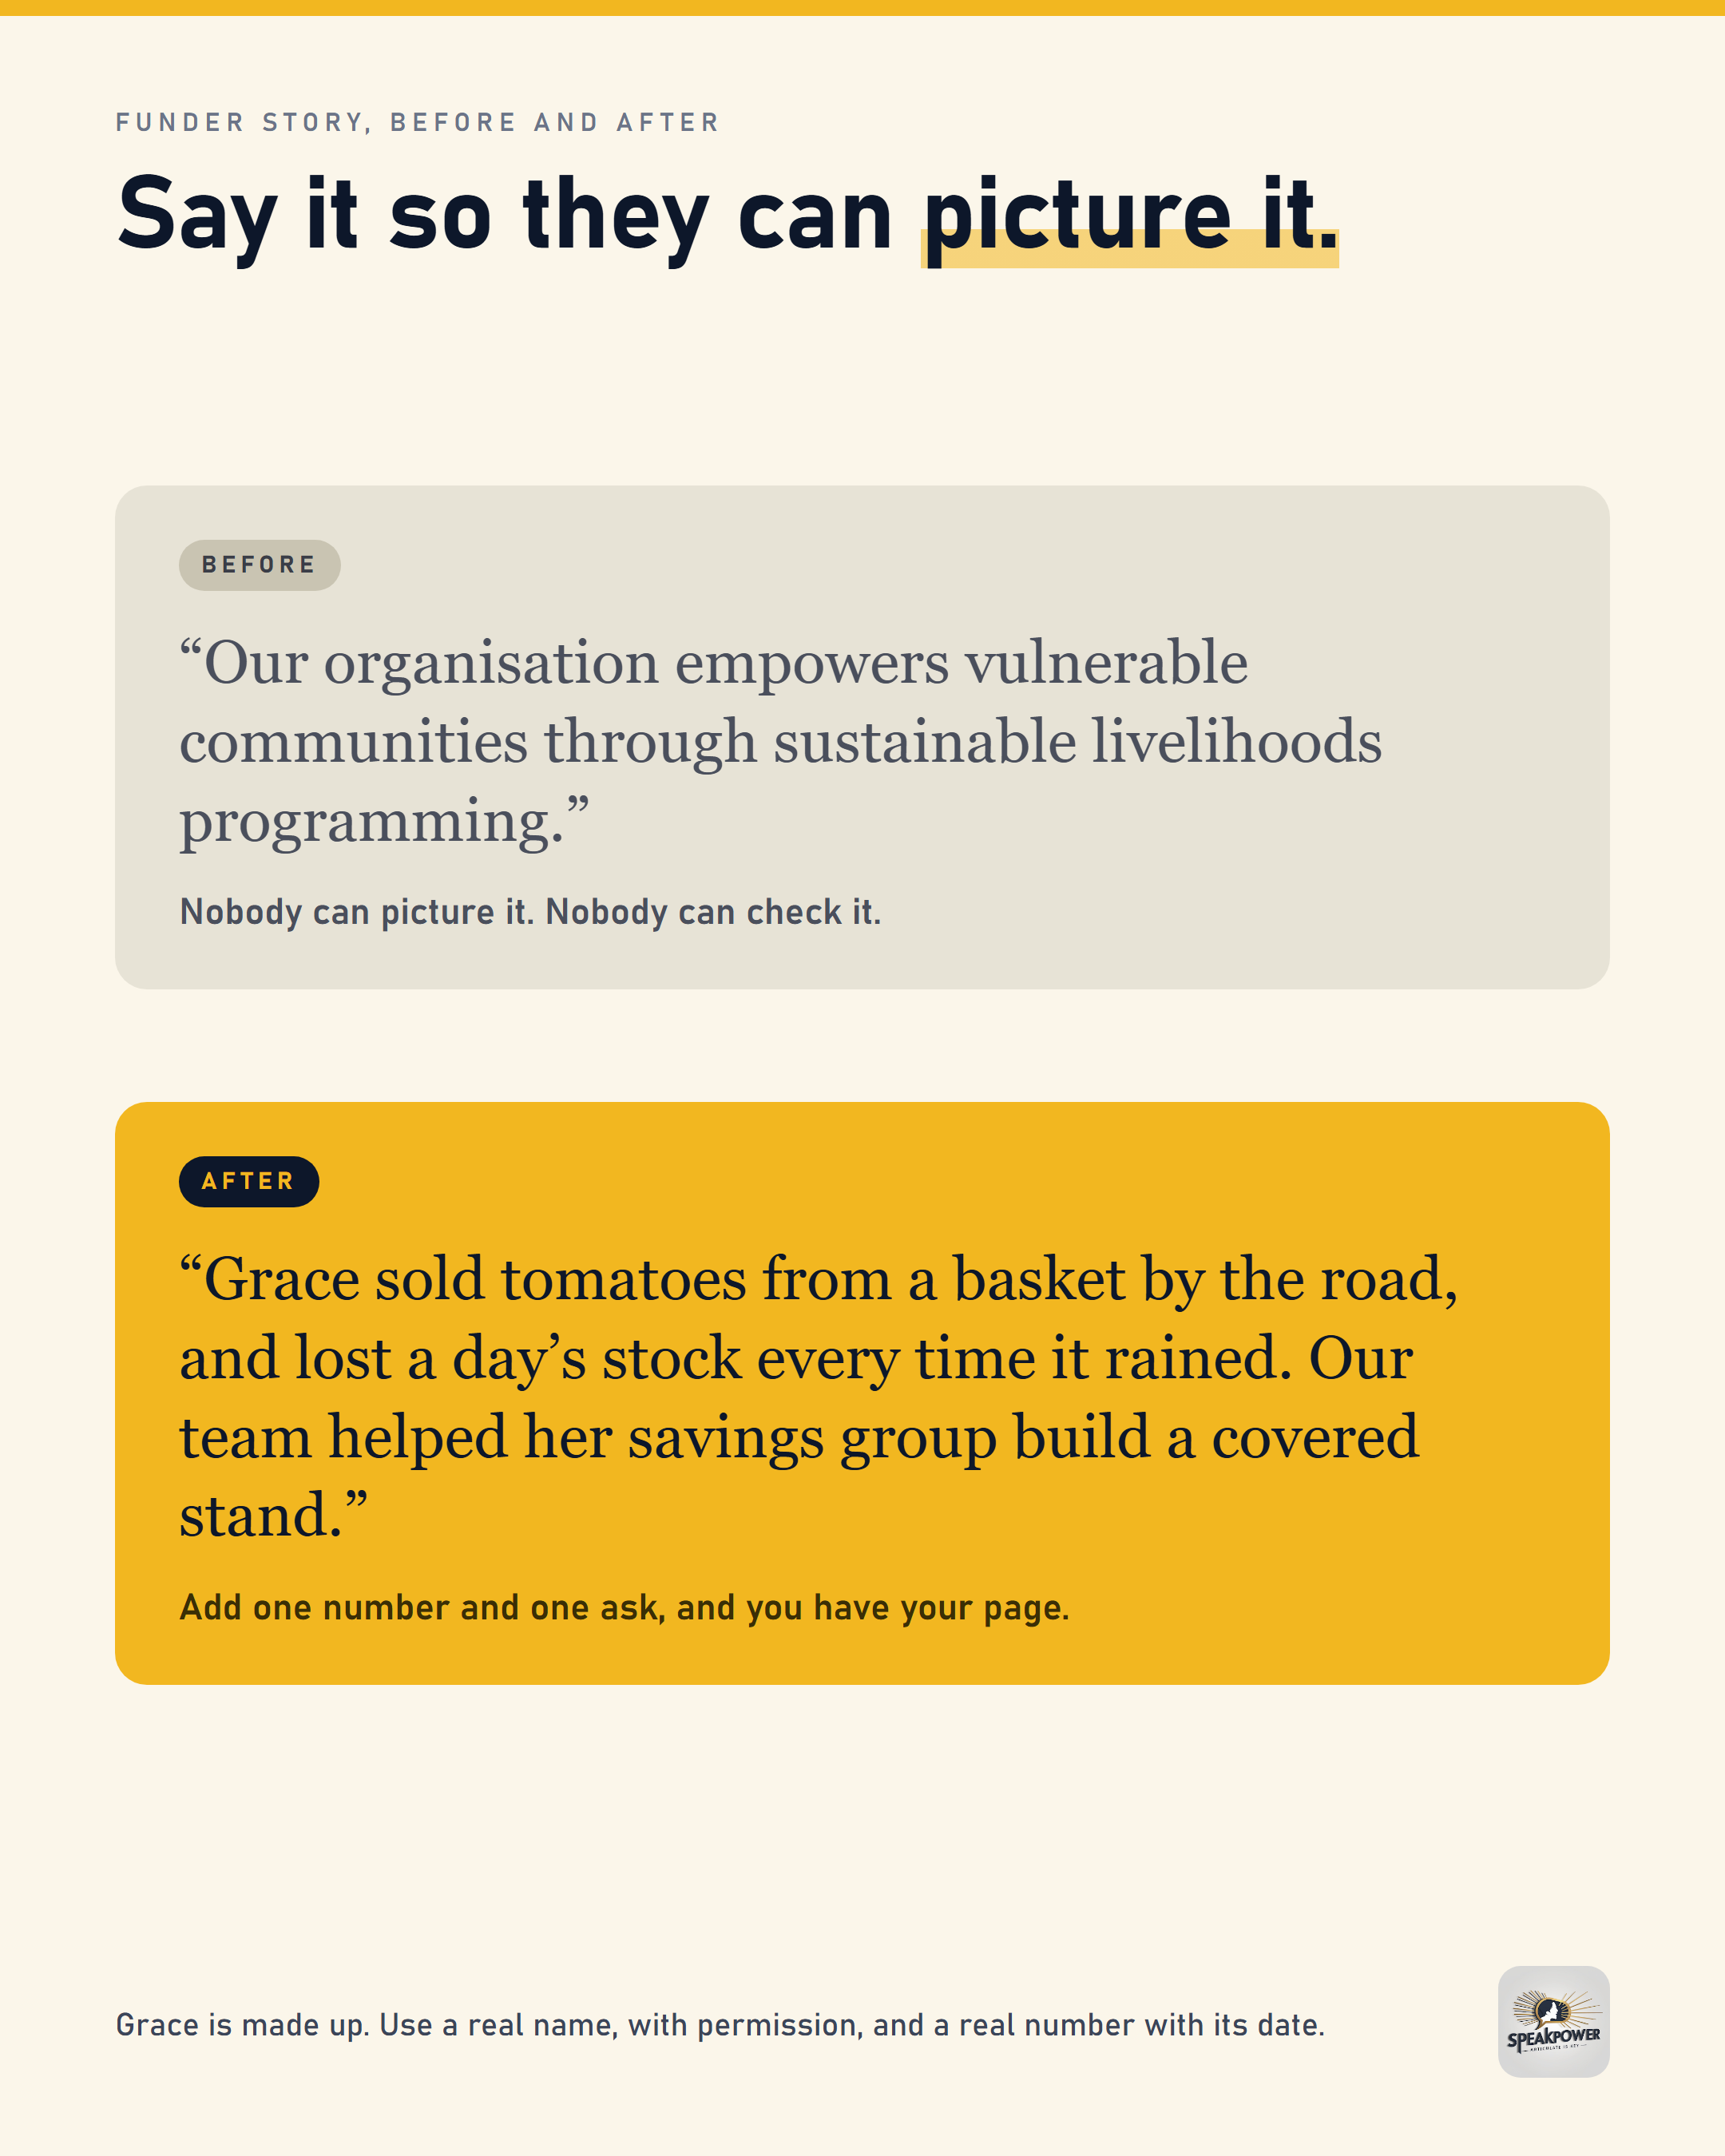 FUNDER STORY, BEFORE AND AFTER
Say it so they can picture it.
BEFORE
“Our organisation empowers vulnerable
communities through sustainable livelihoods
programming.”
Nobody can picture it. Nobody can check it.
AFTER
“Grace sold tomatoes from a basket by the road,
and lost a day’s stock every time it rained. Our
team helped her savings group build a covered
stand.”
Add one number and one ask, and you have your page.
Grace is made up. Use a real name, with permission, and a real number with its date.
SPEAKPOWER